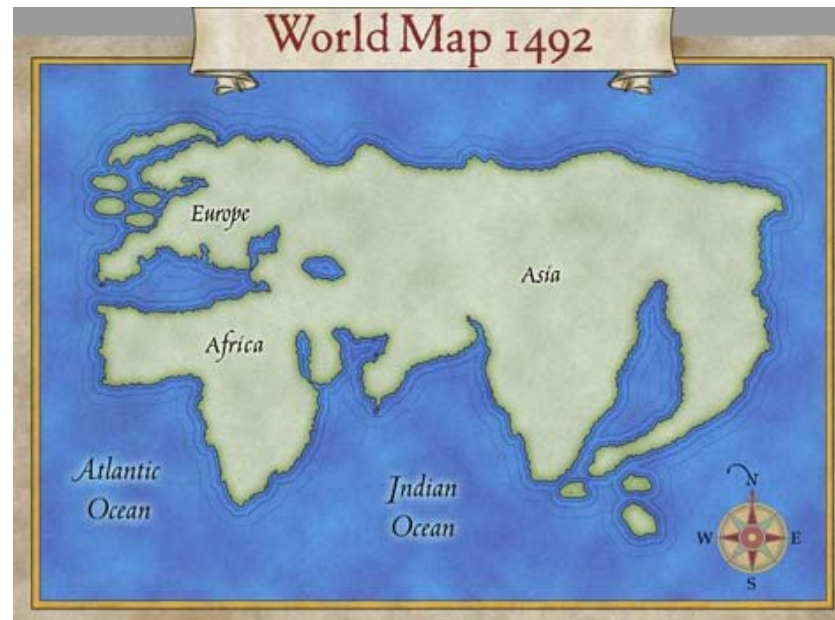 World Map 1492
Europe
Asia
Africa
Atlantic
Ocean
Indian
Ocean
N
W E
S